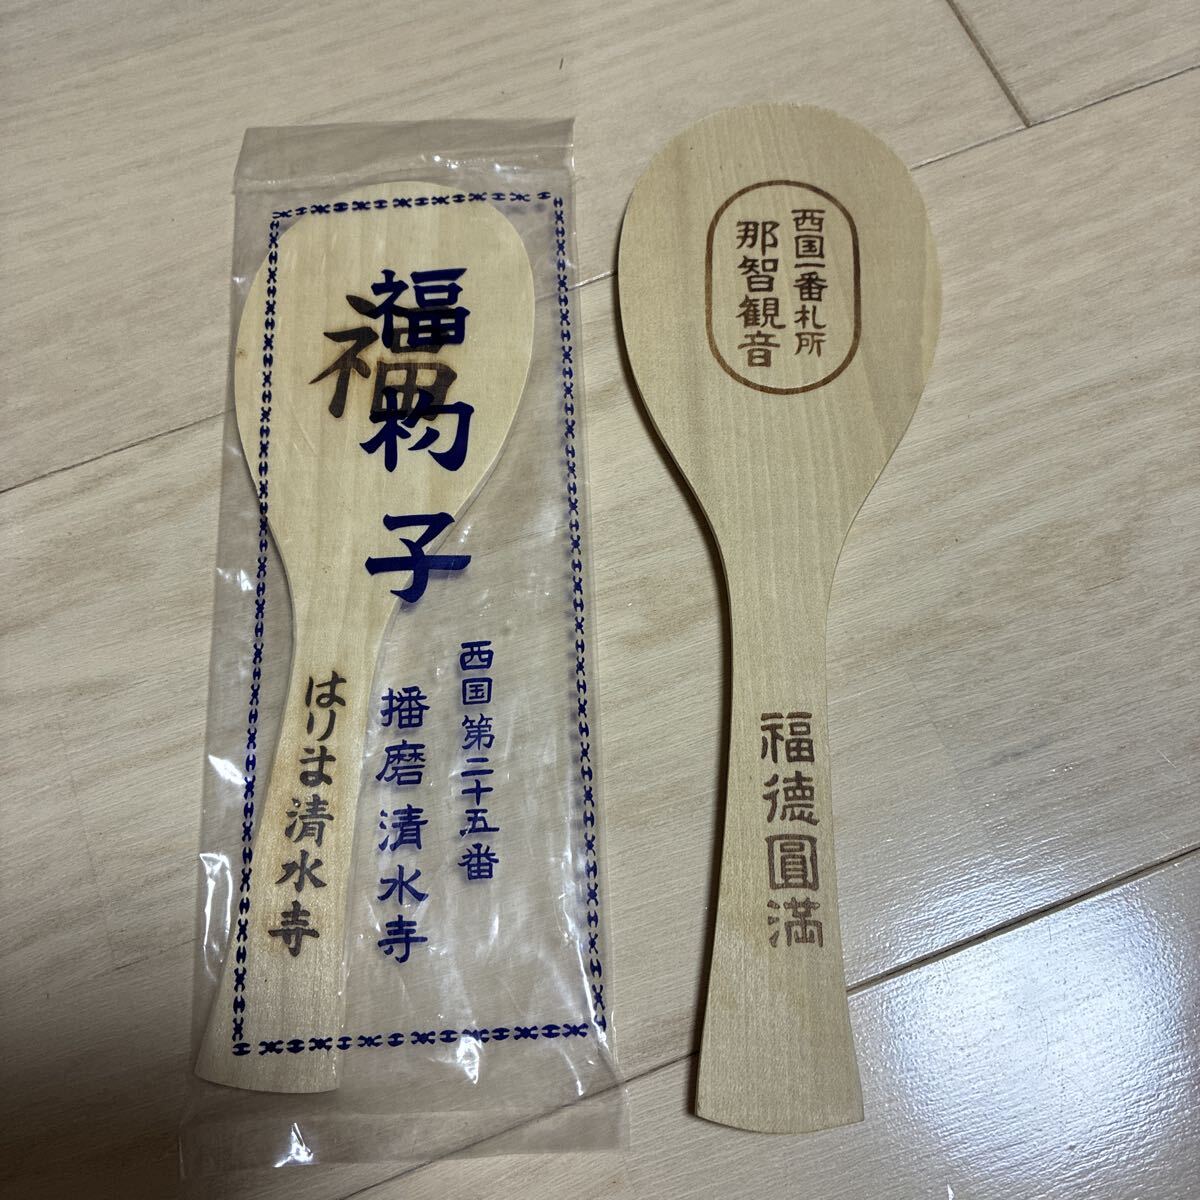 福杓子
西国第二十五番
播磨清水寺
福
はりま清水寺
西国一番札所
那智観音
福徳圓満